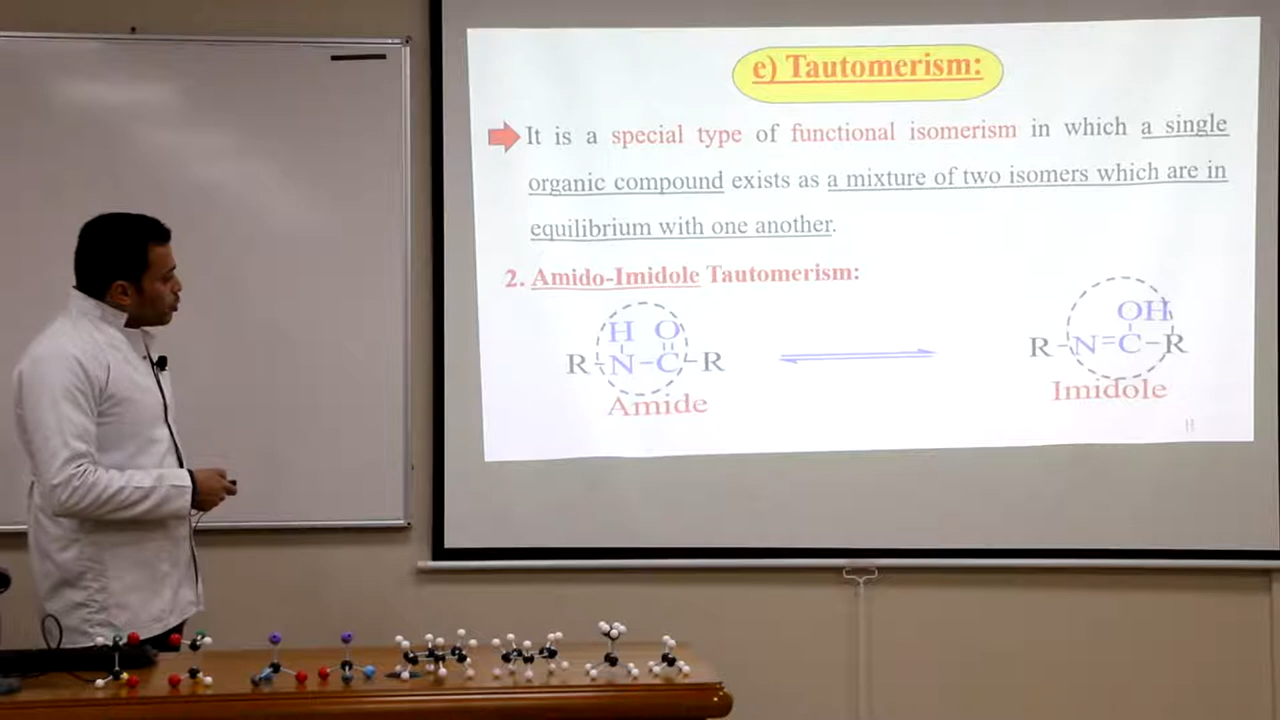 e) Tautomerism:
It is a special type of functional isomerism in which a single
organic compound exists as a mixture of two isomers which are in
equilibrium with one another.
2. Amido-Imidole Tautomerism:
H O
R-N-C-R
Amide
OH
R-N=C-R
Imidole